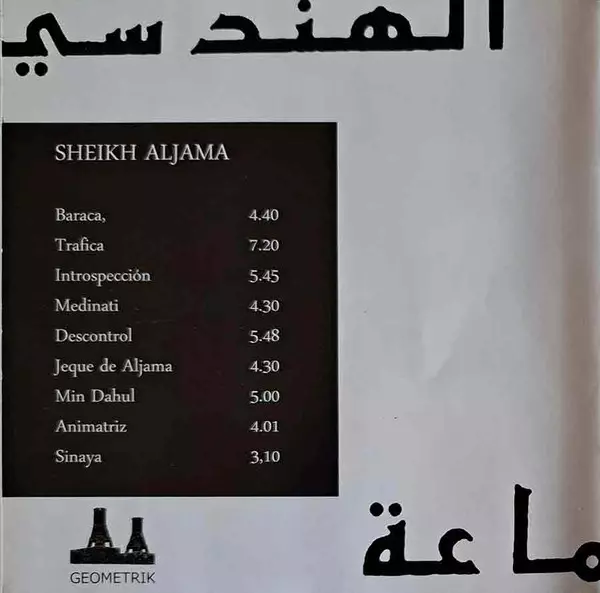 الهندسي
SHEIKH ALJAMA
Baraca, 4.40
Trafica 7.20
Introspección 5.45
Medinati 4.30
Descontrol 5.48
Jeque de Aljama 4.30
Min Dahul 5.00
Animatriz 4.01
Sinaya 3,10
ماعة
GEOMETRIK